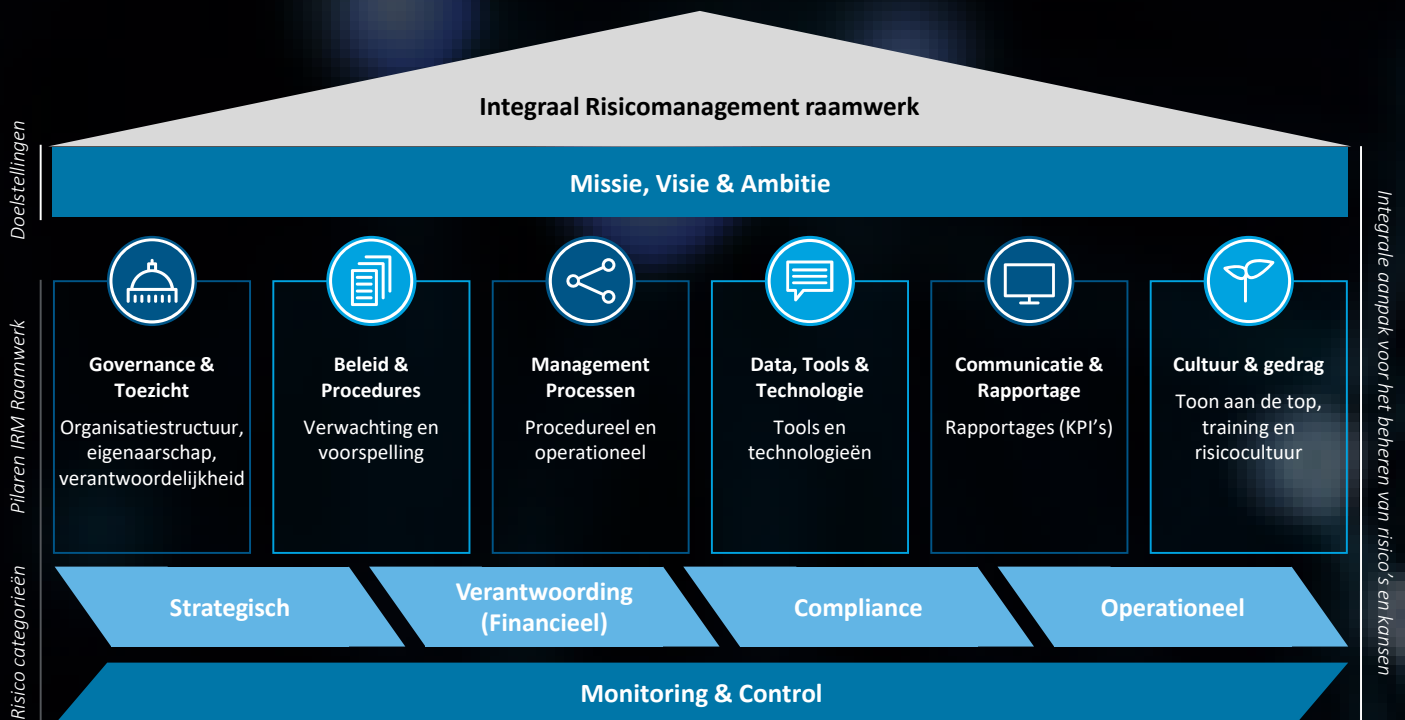 Integraal Risicomanagement raamwerk
Doelstellingen
Missie, Visie & Ambitie
Pilaren IRM Raamwerk
Governance &
Toezicht
Organisatiestructuur,
eigenaarschap,
verantwoordelijkheid
Beleid &
Procedures
Verwachting en
voorspelling
Management
Processen
Procedureel en
operationeel
Data, Tools &
Technologie
Tools en
technologieën
Communicatie &
Rapportage
Rapportages (KPI's)
Cultuur & gedrag
Toon aan de top,
training en
risicocultuur
Risico categorieën
Strategisch
Verantwoording
(Financieel)
Compliance
Operationeel
Monitoring & Control
Integrale aanpak voor het beheren van risico's en kansen